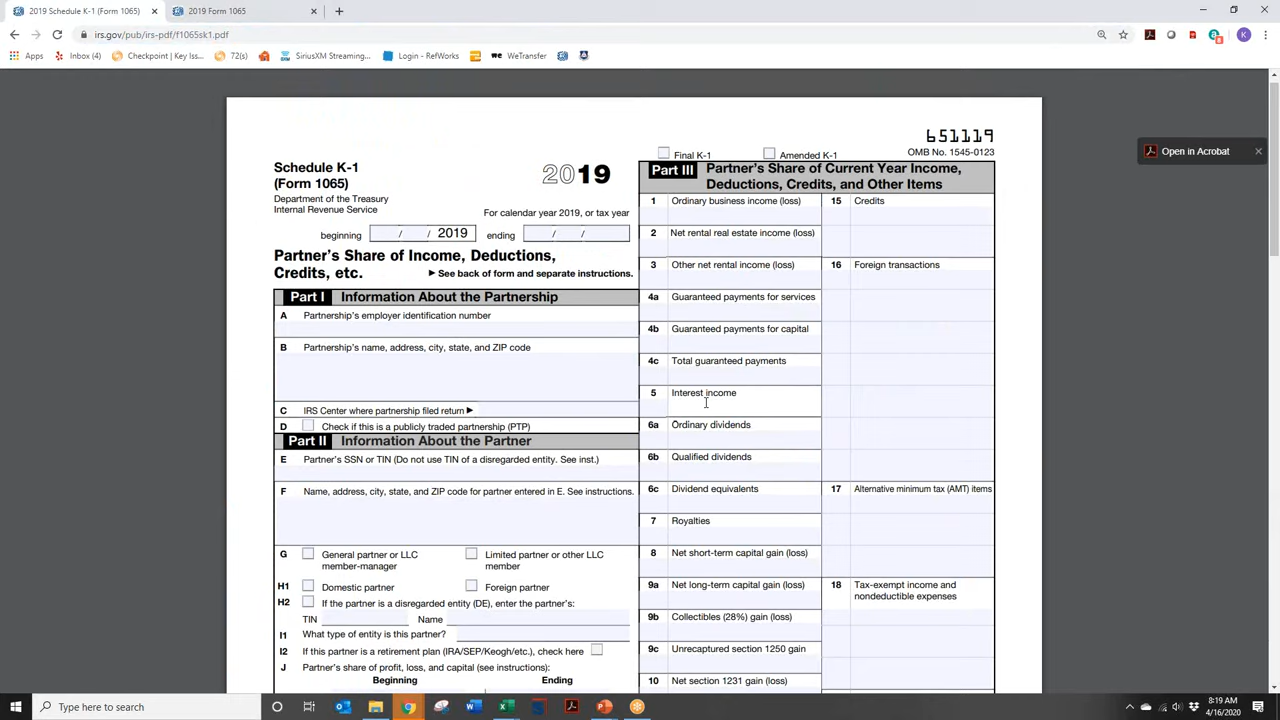 2019 Schedule K-1 (Form 1065)
2019 Form 1065
irs.gov/pub/irs-pdf/f1065sk1.pdf
K
Apps
Inbox (4)
Checkpoint | Key Iss...
72(s)
SiriusXM Streaming...
Login - RefWorks
we WeTransfer
Open in Acrobat
651119
OMB No. 1545-0123
Final K-1
Amended K-1
Schedule K-1
(Form 1065)
Department of the Treasury
Internal Revenue Service
2019
For calendar year 2019, or tax year
beginning / / 2019 ending / /
Partner's Share of Income, Deductions,
Credits, etc. ► See back of form and separate instructions.
Part I Information About the Partnership
A Partnership's employer identification number
B Partnership's name, address, city, state, and ZIP code
C IRS Center where partnership filed return ►
D Check if this is a publicly traded partnership (PTP)
Part II Information About the Partner
E Partner's SSN or TIN (Do not use TIN of a disregarded entity. See inst.)
F Name, address, city, state, and ZIP code for partner entered in E. See instructions.
G General partner or LLC
member-manager
Limited partner or other LLC
member
H1 Domestic partner
Foreign partner
H2 If the partner is a disregarded entity (DE), enter the partner's:
TIN Name
I1 What type of entity is this partner?
I2 If this partner is a retirement plan (IRA/SEP/Keogh/etc.), check here
J Partner's share of profit, loss, and capital (see instructions):
Beginning Ending
Part III Partner's Share of Current Year Income,
Deductions, Credits, and Other Items
1 Ordinary business income (loss)
2 Net rental real estate income (loss)
3 Other net rental income (loss)
4a Guaranteed payments for services
4b Guaranteed payments for capital
4c Total guaranteed payments
5 Interest income
6a Ordinary dividends
6b Qualified dividends
6c Dividend equivalents
7 Royalties
8 Net short-term capital gain (loss)
9a Net long-term capital gain (loss)
9b Collectibles (28%) gain (loss)
9c Unrecaptured section 1250 gain
10 Net section 1231 gain (loss)
15 Credits
16 Foreign transactions
17 Alternative minimum tax (AMT) items
18 Tax-exempt income and
nondeductible expenses
Type here to search
8:19 AM
4/16/2020